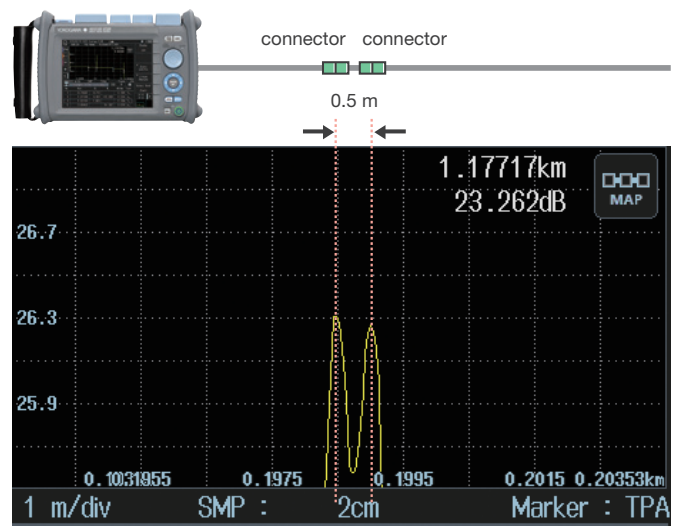 YOKOGAWA
connector connector
0.5 m
1.17717km
23.262dB
MAP
26.7
26.3
25.9
0.1975 0.1995 0.2015 0.20353km
1 m/div SMP : 2cm Marker : TPA